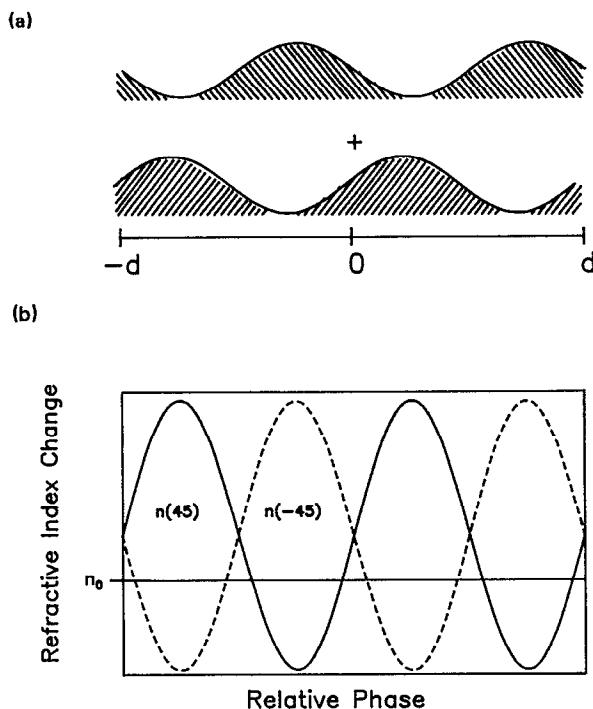 (a)
+
-d 0 d
(b)
Refractive Index Change
n(45) n(-45)
n₀
Relative Phase